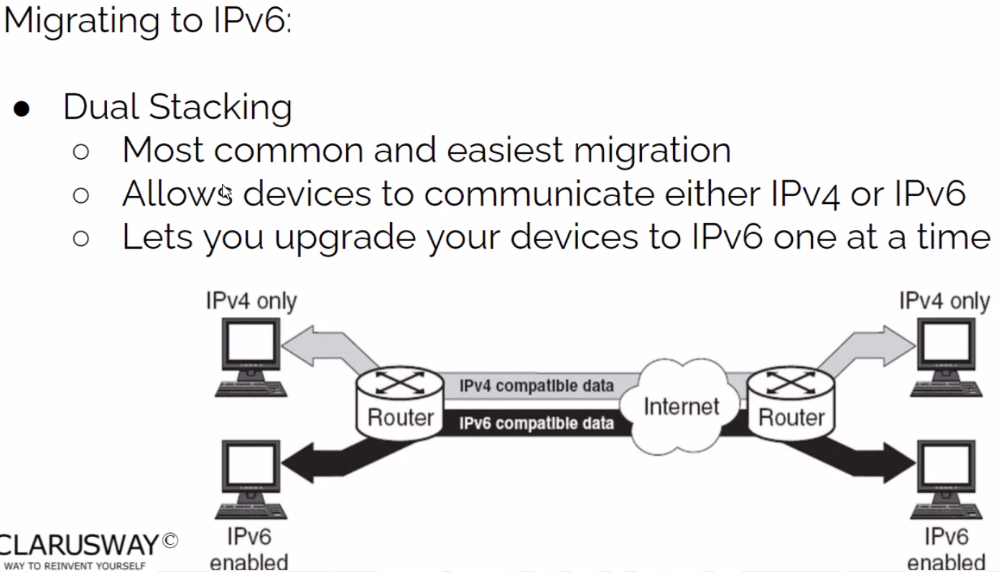 Migrating to IPv6:
● Dual Stacking
○ Most common and easiest migration
○ Allows devices to communicate either IPv4 or IPv6
○ Lets you upgrade your devices to IPv6 one at a time
IPv4 only
IPv4 only
IPv4 compatible data
Internet
Router
Router
IPv6 compatible data
IPv6
enabled
IPv6
enabled
CLARUSWAY©
WAY TO REINVENT YOURSELF